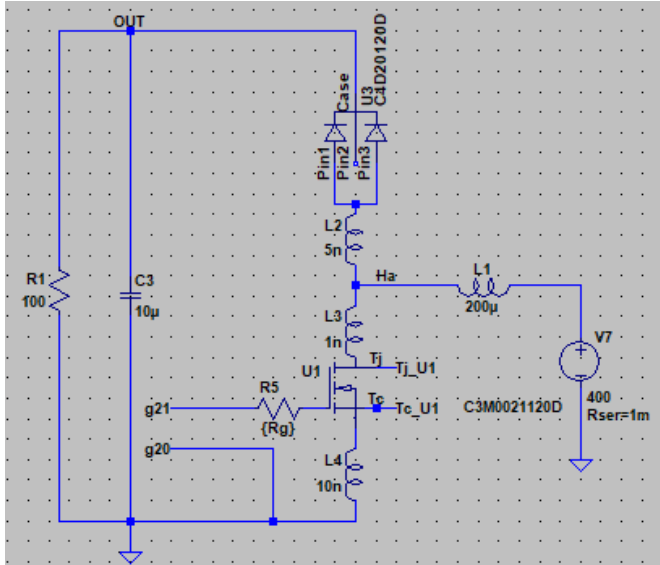 OUT
Case
U3
C4D20120D
Pin1
Pin2
Pin3
L2
5n
Ha
L1
200µ
R1
100
C3
10µ
L3
1n
V7
400
Rser=1m
U1
Tj
Tj_U1
R5
{Rg}
g21
Tc
Tc_U1
C3M0021120D
g20
L4
10n